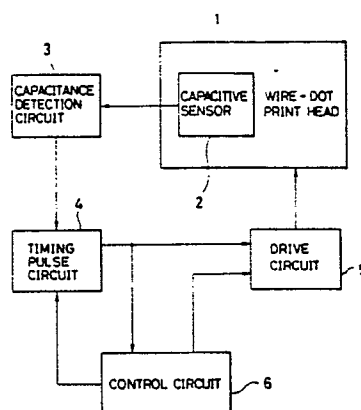 1
3
CAPACITANCE
DETECTION
CIRCUIT
CAPACITIVE
SENSOR
WIRE-DOT
PRINT HEAD
2
4
TIMING
PULSE
CIRCUIT
DRIVE
CIRCUIT
5
CONTROL CIRCUIT
6